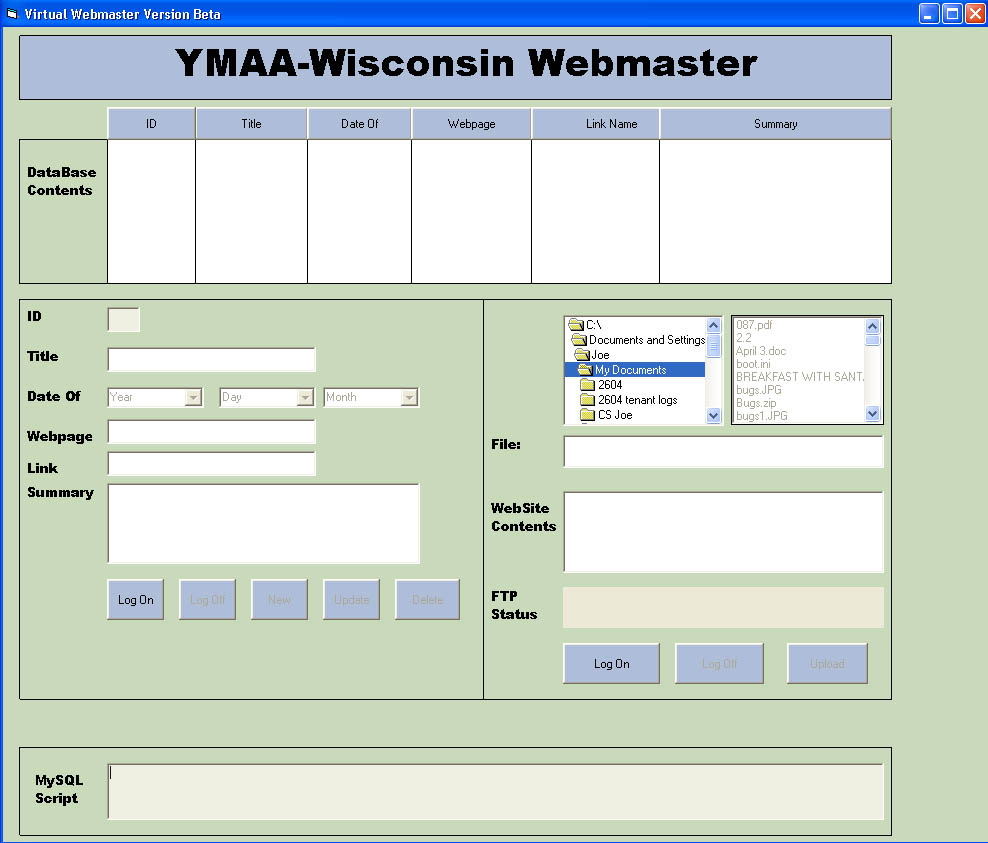 Virtual Webmaster Version Beta
YMAA-Wisconsin Webmaster
ID Title Date Of Webpage Link Name Summary
DataBase
Contents
ID
Title
Date Of Year Day Month
Webpage
Link
Summary
Log On Log Off New Update Delete
C:\
Documents and Settings
Joe
My Documents
2604
2604 tenant logs
CS Joe
087.pdf
2.2
April 3.doc
boot.ini
BREAKFAST WITH SANT.
bugs.JPG
Bugs.zip
bugs1.JPG
File:
WebSite
Contents
FTP
Status
Log On Log Off Upload
MySQL
Script